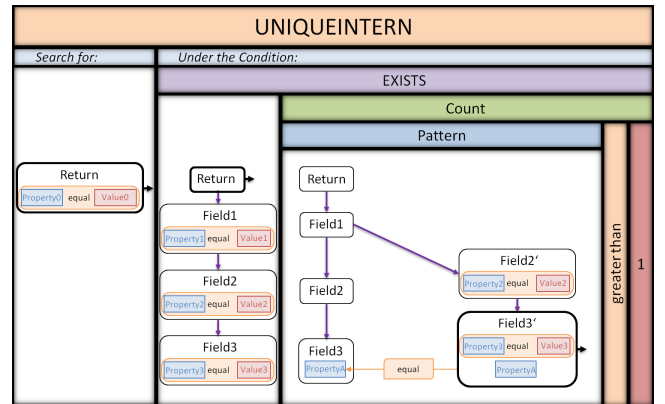 UNIQUEINTERN
Search for:
Under the Condition:
EXISTS
Count
Pattern
greater than
1
Return
Property0 equal Value0
Return
Field1
Property1 equal Value1
Field2
Property2 equal Value2
Field3
Property3 equal Value3
Return
Field1
Field2
Field3
PropertyA
equal
Field2‘
Property2 equal Value2
Field3‘
Property3 equal Value3
PropertyA